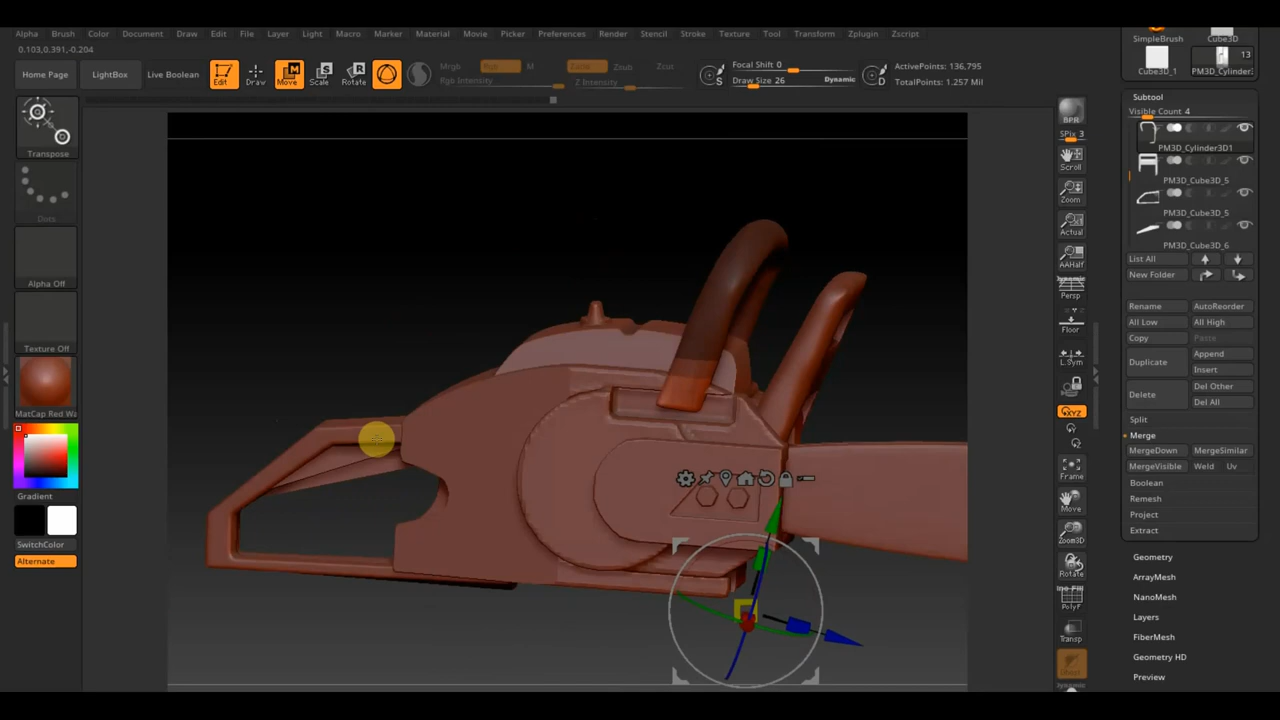 Alpha Brush Color Document Draw Edit File Layer Light Macro Marker Material Movie Picker Preferences Render Stencil Stroke Texture Tool Transform Zplugin Zscript
0.103,0.391,-0.204
Home Page LightBox Live Boolean
Edit Draw Move Scale Rotate
Mrgb Rgb M Zadd Zsub Zcut
Rgb Intensity Z Intensity
Focal Shift 0
Draw Size 26 Dynamic
ActivePoints: 136,795
TotalPoints: 1.257 Mil
S
D
Transpose
Dots
Alpha Off
Texture Off
MatCap Red Wa
Gradient
SwitchColor
Alternate
BPR
SPix 3
Scroll
Zoom
Actual
AAHalf
Dynamic
Persp
Floor
L.Sym
XYZ
Frame
Move
Zoom3D
Rotate
PolyF
Transp
Dynamic
SimpleBrush Cube3D
13
Cube3D_1 PM3D_Cylinder
Subtool
Visible Count 4
PM3D_Cylinder3D1
PM3D_Cube3D_5
PM3D_Cube3D_5
PM3D_Cube3D_6
List All
New Folder
Rename AutoReorder
All Low All High
Copy Paste
Duplicate Append
Insert
Delete Del Other
Del All
Split
Merge
MergeDown MergeSimilar
MergeVisible Weld Uv
Boolean
Remesh
Project
Extract
Geometry
ArrayMesh
NanoMesh
Layers
FiberMesh
Geometry HD
Preview